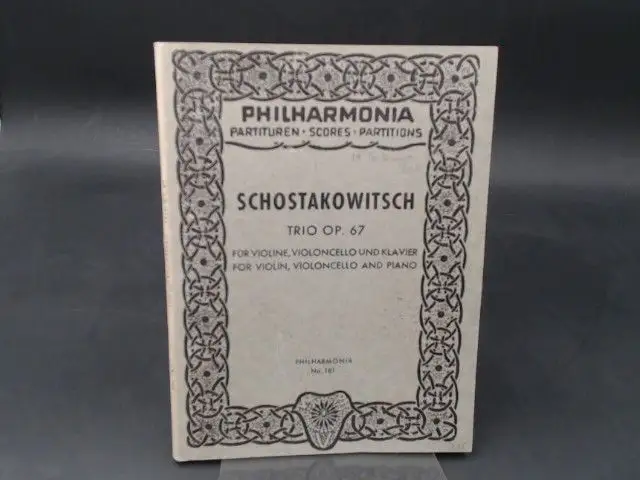 PHILHARMONIA
PARTITUREN • SCORES • PARTITIONS
SCHOSTAKOWITSCH
TRIO OP. 67
FÜR VIOLINE, VIOLONCELLO UND KLAVIER
FOR VIOLIN, VIOLONCELLO AND PIANO
PHILHARMONIA
No. 181